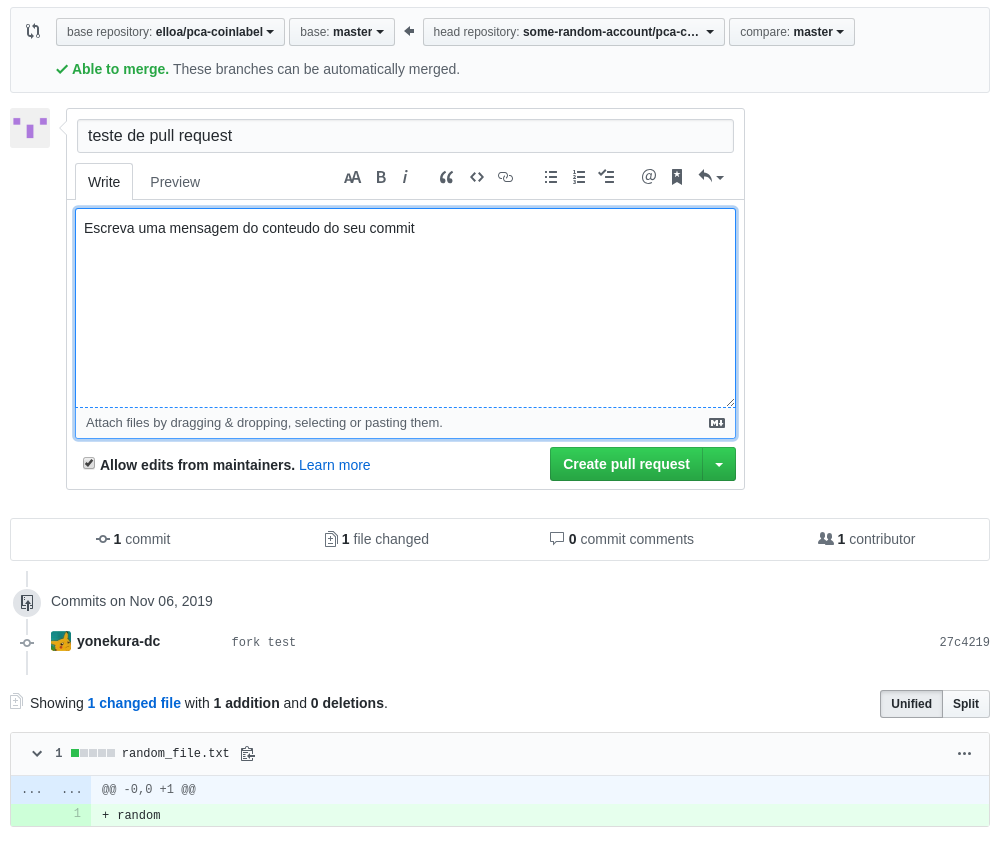 base repository: elloa/pca-coinlabel base: master head repository: some-random-account/pca-c... compare: master
Able to merge. These branches can be automatically merged.
teste de pull request
Write Preview AA B i @
Escreva uma mensagem do conteudo do seu commit
Attach files by dragging & dropping, selecting or pasting them.
Allow edits from maintainers. Learn more Create pull request
1 commit 1 file changed 0 commit comments 1 contributor
Commits on Nov 06, 2019
yonekura-dc fork test 27c4219
Showing 1 changed file with 1 addition and 0 deletions. Unified Split
1 random_file.txt ...
... ... @@ -0,0 +1 @@
1 + random